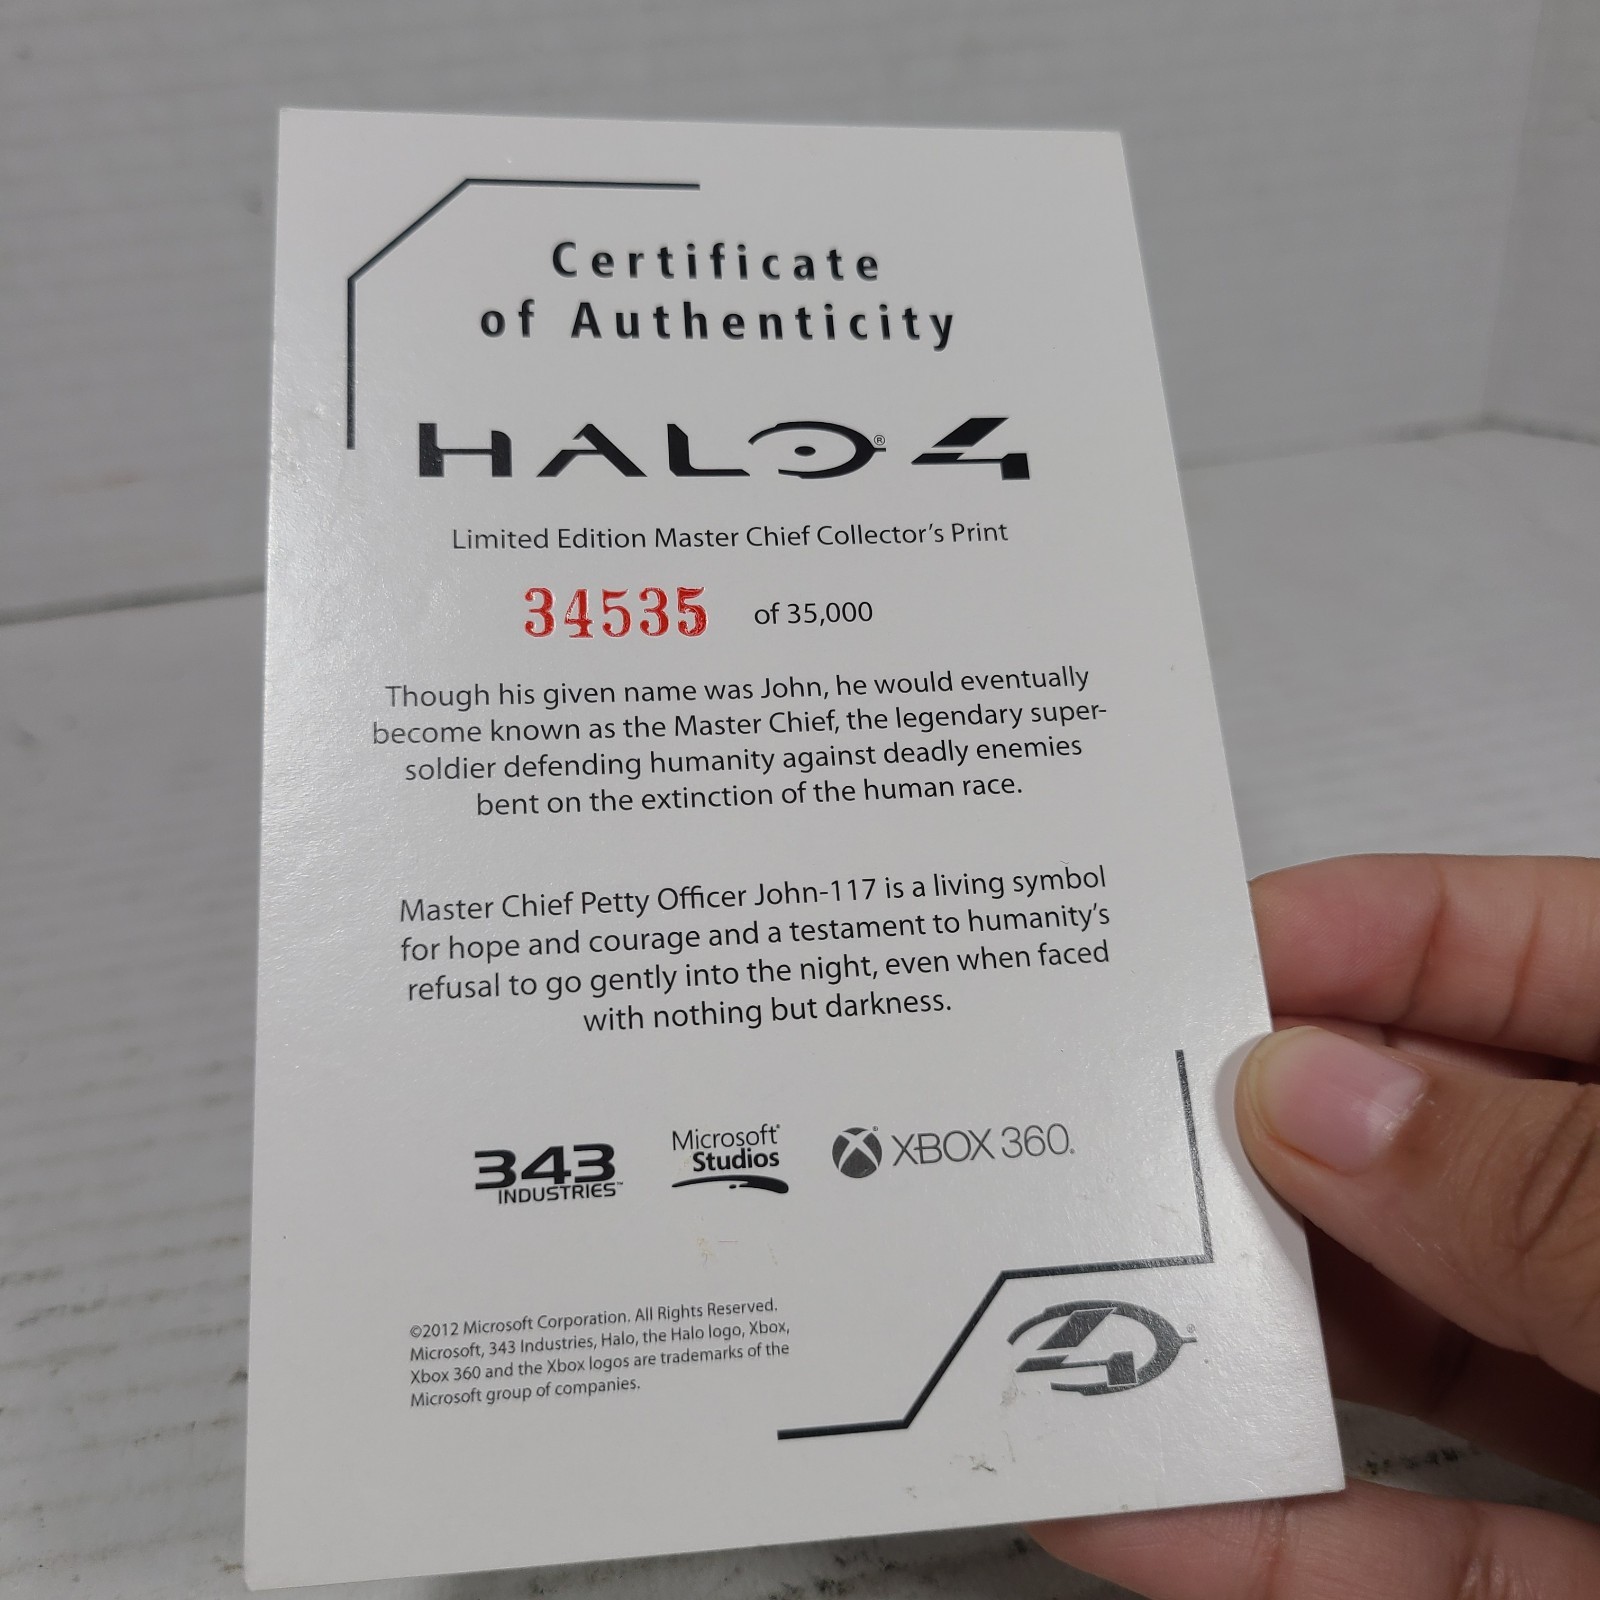 Certificate
of Authenticity
HALO® 4
Limited Edition Master Chief Collector's Print
34535 of 35,000
Though his given name was John, he would eventually
become known as the Master Chief, the legendary super-
soldier defending humanity against deadly enemies
bent on the extinction of the human race.
Master Chief Petty Officer John-117 is a living symbol
for hope and courage and a testament to humanity's
refusal to go gently into the night, even when faced
with nothing but darkness.
343
INDUSTRIES™
Microsoft®
Studios
XBOX 360.
©2012 Microsoft Corporation. All Rights Reserved.
Microsoft, 343 Industries, Halo, the Halo logo, Xbox,
Xbox 360 and the Xbox logos are trademarks of the
Microsoft group of companies.
4®